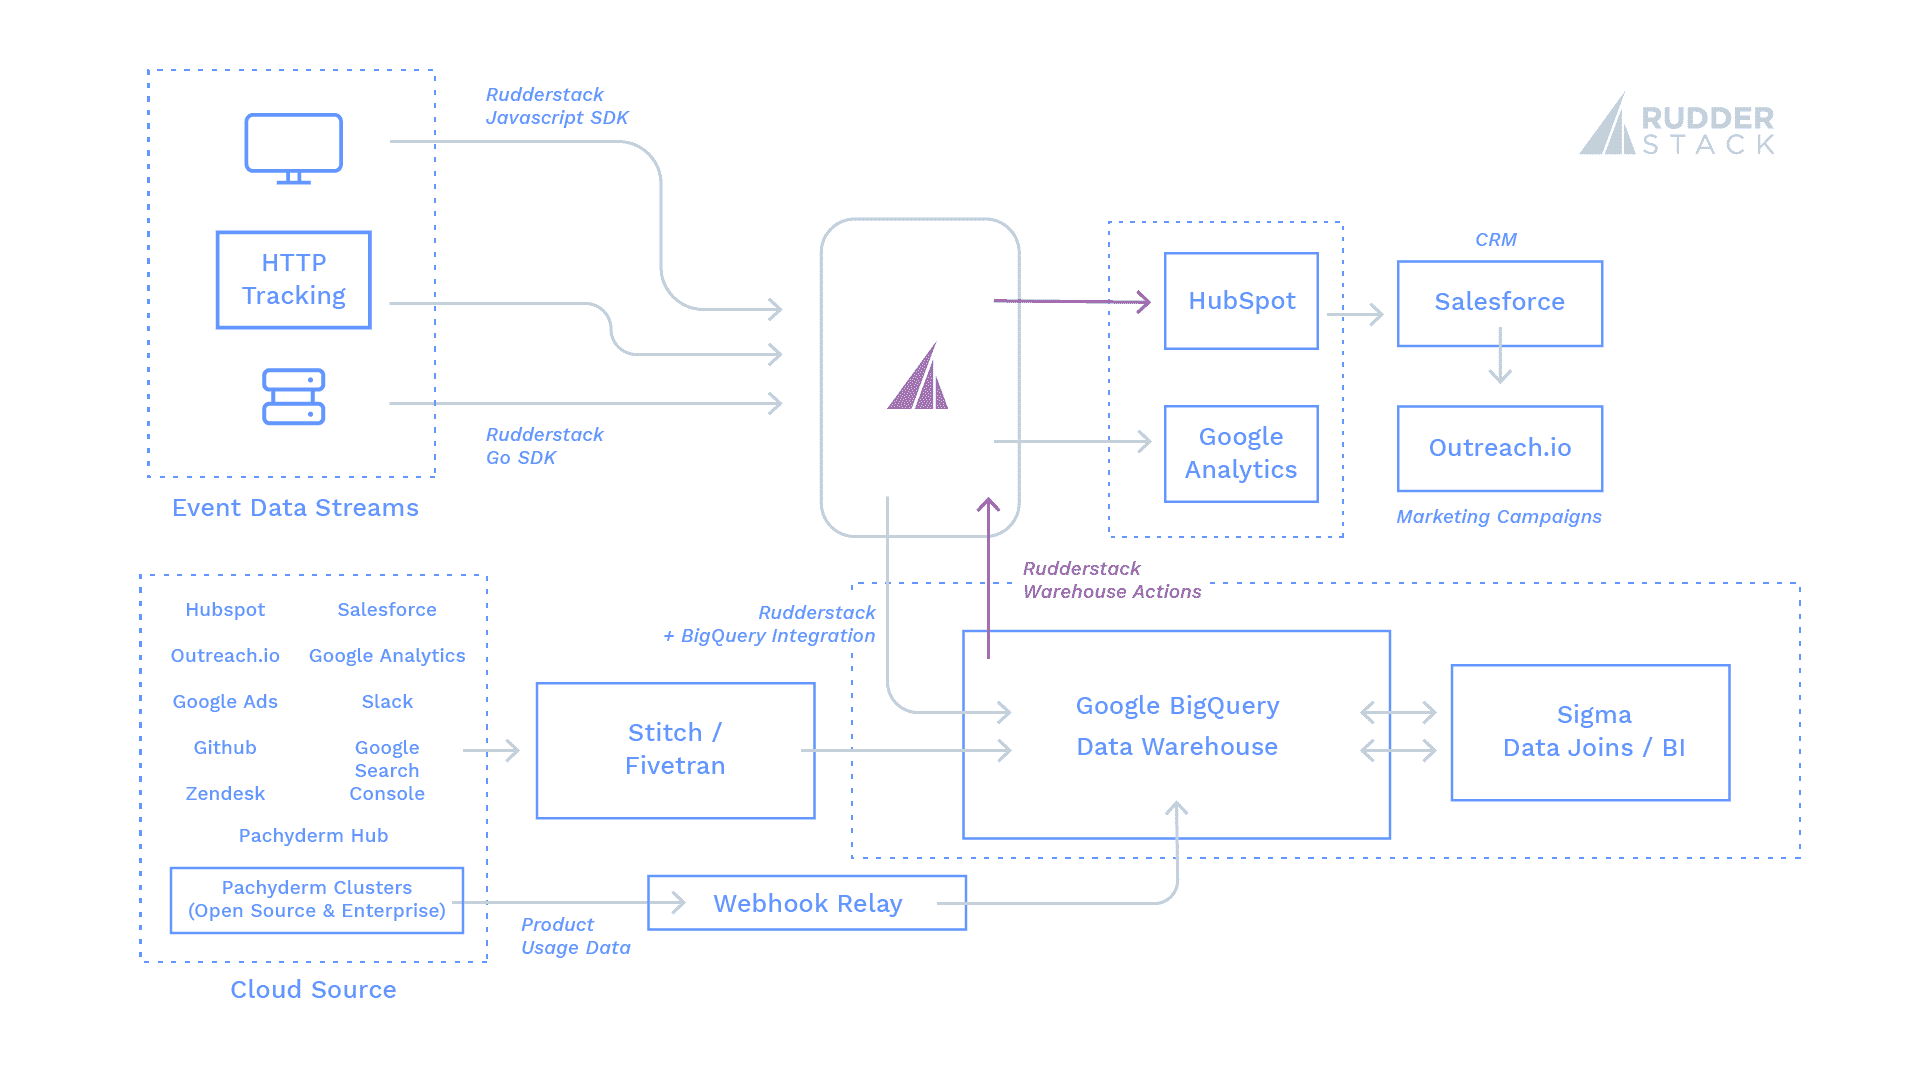 Rudderstack
Javascript SDK
RUDDER
STACK
HTTP
Tracking
Rudderstack
Go SDK
Event Data Streams
HubSpot
Google
Analytics
CRM
Salesforce
Outreach.io
Marketing Campaigns
Rudderstack
Warehouse Actions
Rudderstack
+ BigQuery Integration
Hubspot
Salesforce
Outreach.io
Google Analytics
Google Ads
Slack
Github
Google
Search
Console
Zendesk
Pachyderm Hub
Pachyderm Clusters
(Open Source & Enterprise)
Cloud Source
Stitch /
Fivetran
Google BigQuery
Data Warehouse
Sigma
Data Joins / BI
Product
Usage Data
Webhook Relay